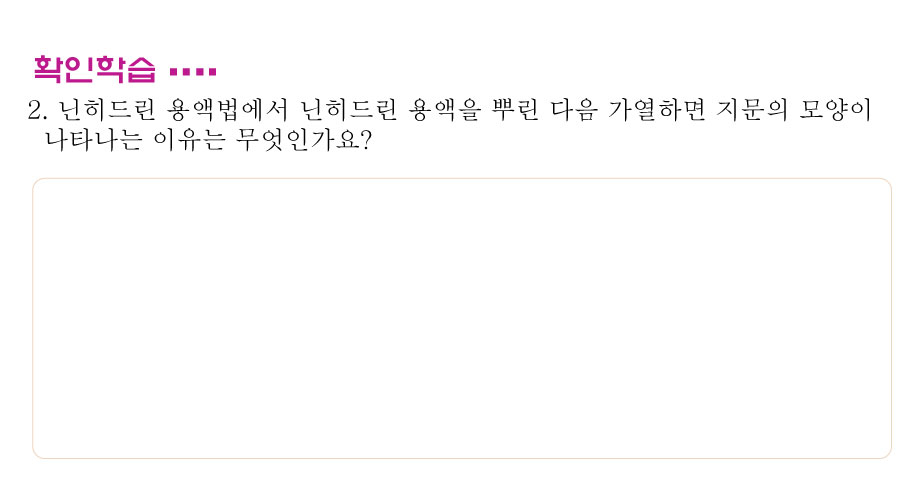 확인학습
2. 닌히드린 용액법에서 닌히드린 용액을 뿌린 다음 가열하면 지문의 모양이
나타나는 이유는 무엇인가요?